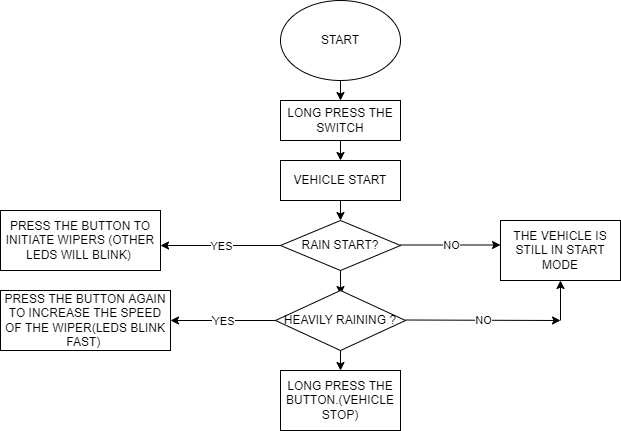 START
LONG PRESS THE
SWITCH
VEHICLE START
PRESS THE BUTTON TO
INITIATE WIPERS (OTHER
LEDS WILL BLINK)
YES
RAIN START?
NO
THE VEHICLE IS
STILL IN START
MODE
PRESS THE BUTTON AGAIN
TO INCREASE THE SPEED
OF THE WIPER(LEDS BLINK
FAST)
YES
HEAVILY RAINING ?
NO
LONG PRESS THE
BUTTON.(VEHICLE
STOP)